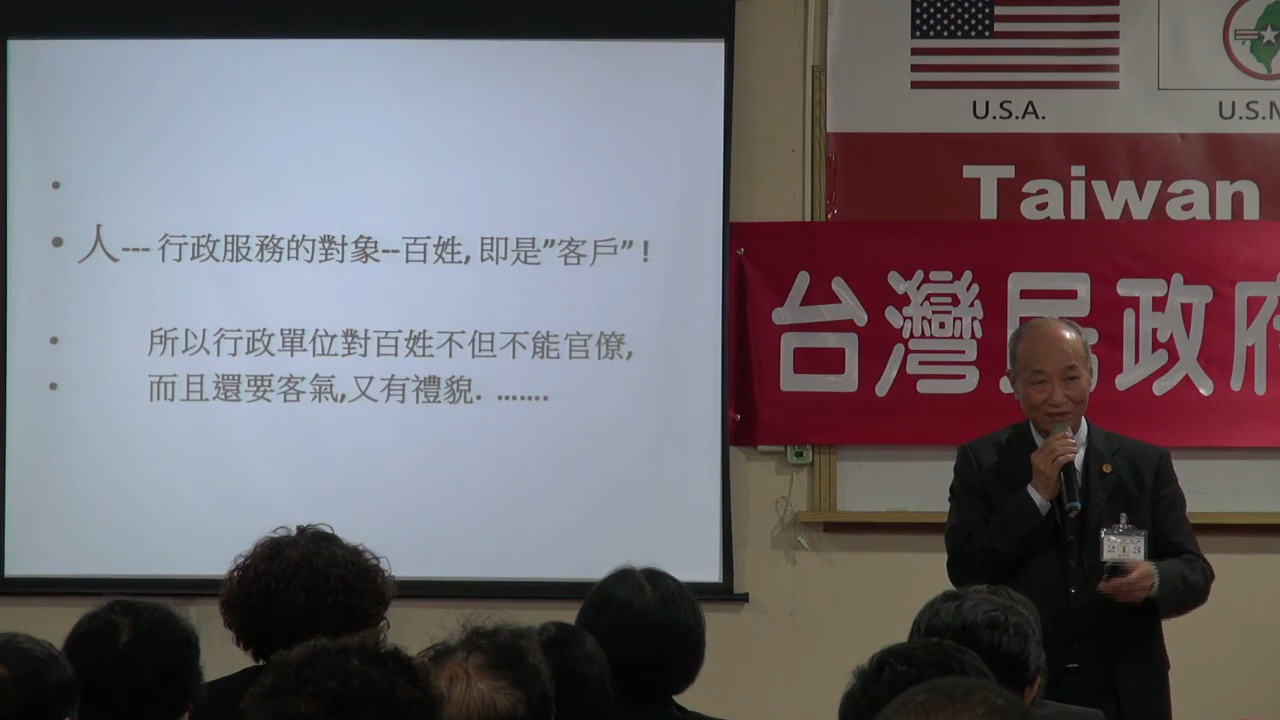 人--- 行政服務的對象--百姓, 即是”客戶” !
所以行政單位對百姓不但不能官僚,
而且還要客氣,又有禮貌. …….
U.S.A.
U.S.M
Taiwan
台灣民政府
213